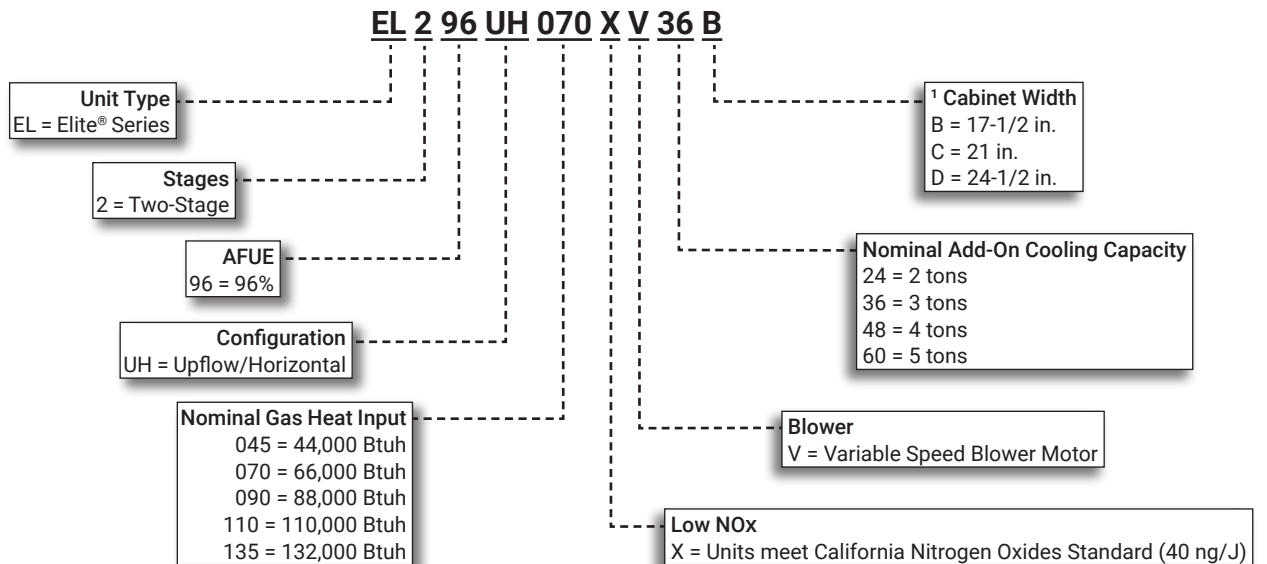 EL 2 96 UH 070 X V 36 B
Unit Type
EL = Elite® Series
Stages
2 = Two-Stage
AFUE
96 = 96%
Configuration
UH = Upflow/Horizontal
Nominal Gas Heat Input
045 = 44,000 Btuh
070 = 66,000 Btuh
090 = 88,000 Btuh
110 = 110,000 Btuh
135 = 132,000 Btuh
¹ Cabinet Width
B = 17-1/2 in.
C = 21 in.
D = 24-1/2 in.
Nominal Add-On Cooling Capacity
24 = 2 tons
36 = 3 tons
48 = 4 tons
60 = 5 tons
Blower
V = Variable Speed Blower Motor
Low NOx
X = Units meet California Nitrogen Oxides Standard (40 ng/J)